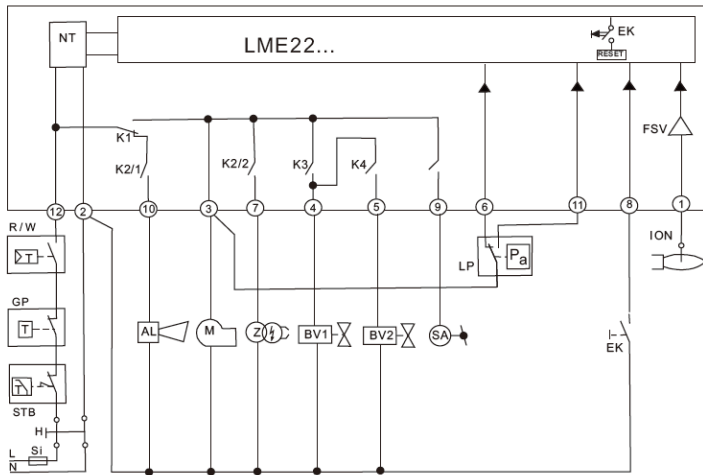 NT
LME22...
EK
RESET
FSV
K1
K2/1
K2/2
K3
K4
12
2
10
3
7
4
5
9
6
11
8
1
R/W
T
LP
Pa
ION
GP
T
AL
M
Z
BV1
BV2
SA
EK
T
STB
H
L
Si
N